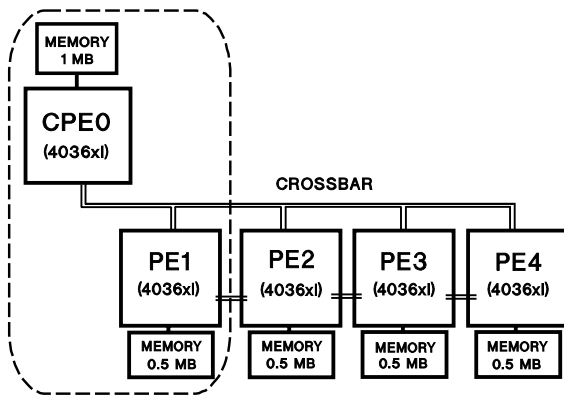 MEMORY
1 MB
CPE0
(4036xl)
CROSSBAR
PE1
(4036xl)
PE2
(4036xl)
PE3
(4036xl)
PE4
(4036xl)
MEMORY
0.5 MB
MEMORY
0.5 MB
MEMORY
0.5 MB
MEMORY
0.5 MB